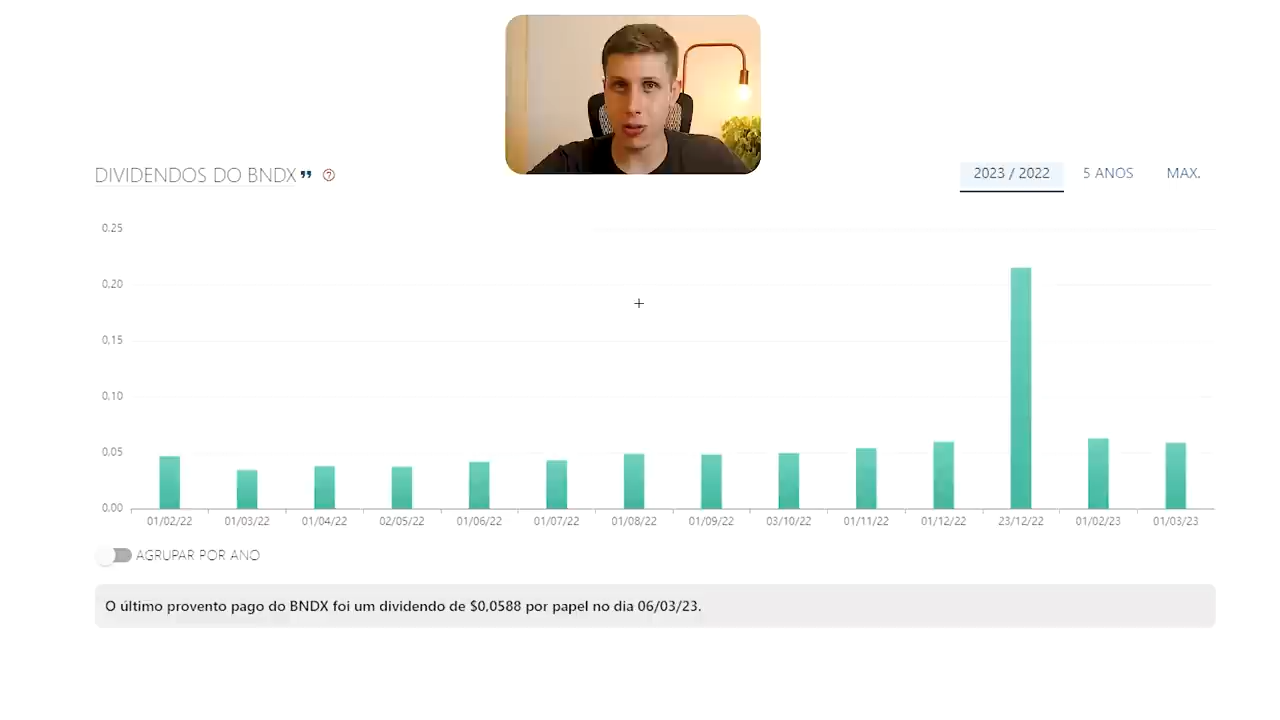 DIVIDENDOS DO BNDX
2023 / 2022 5 ANOS MAX.
0.25
0,20
0,15
0,10
0,05
0,00
01/02/22 01/03/22 01/04/22 02/05/22 01/06/22 01/07/22 01/08/22 01/09/22 03/10/22 01/11/22 01/12/22 23/12/22 01/02/23 01/03/23
AGRUPAR POR ANO
O último provento pago do BNDX foi um dividendo de $0,0588 por papel no dia 06/03/23.